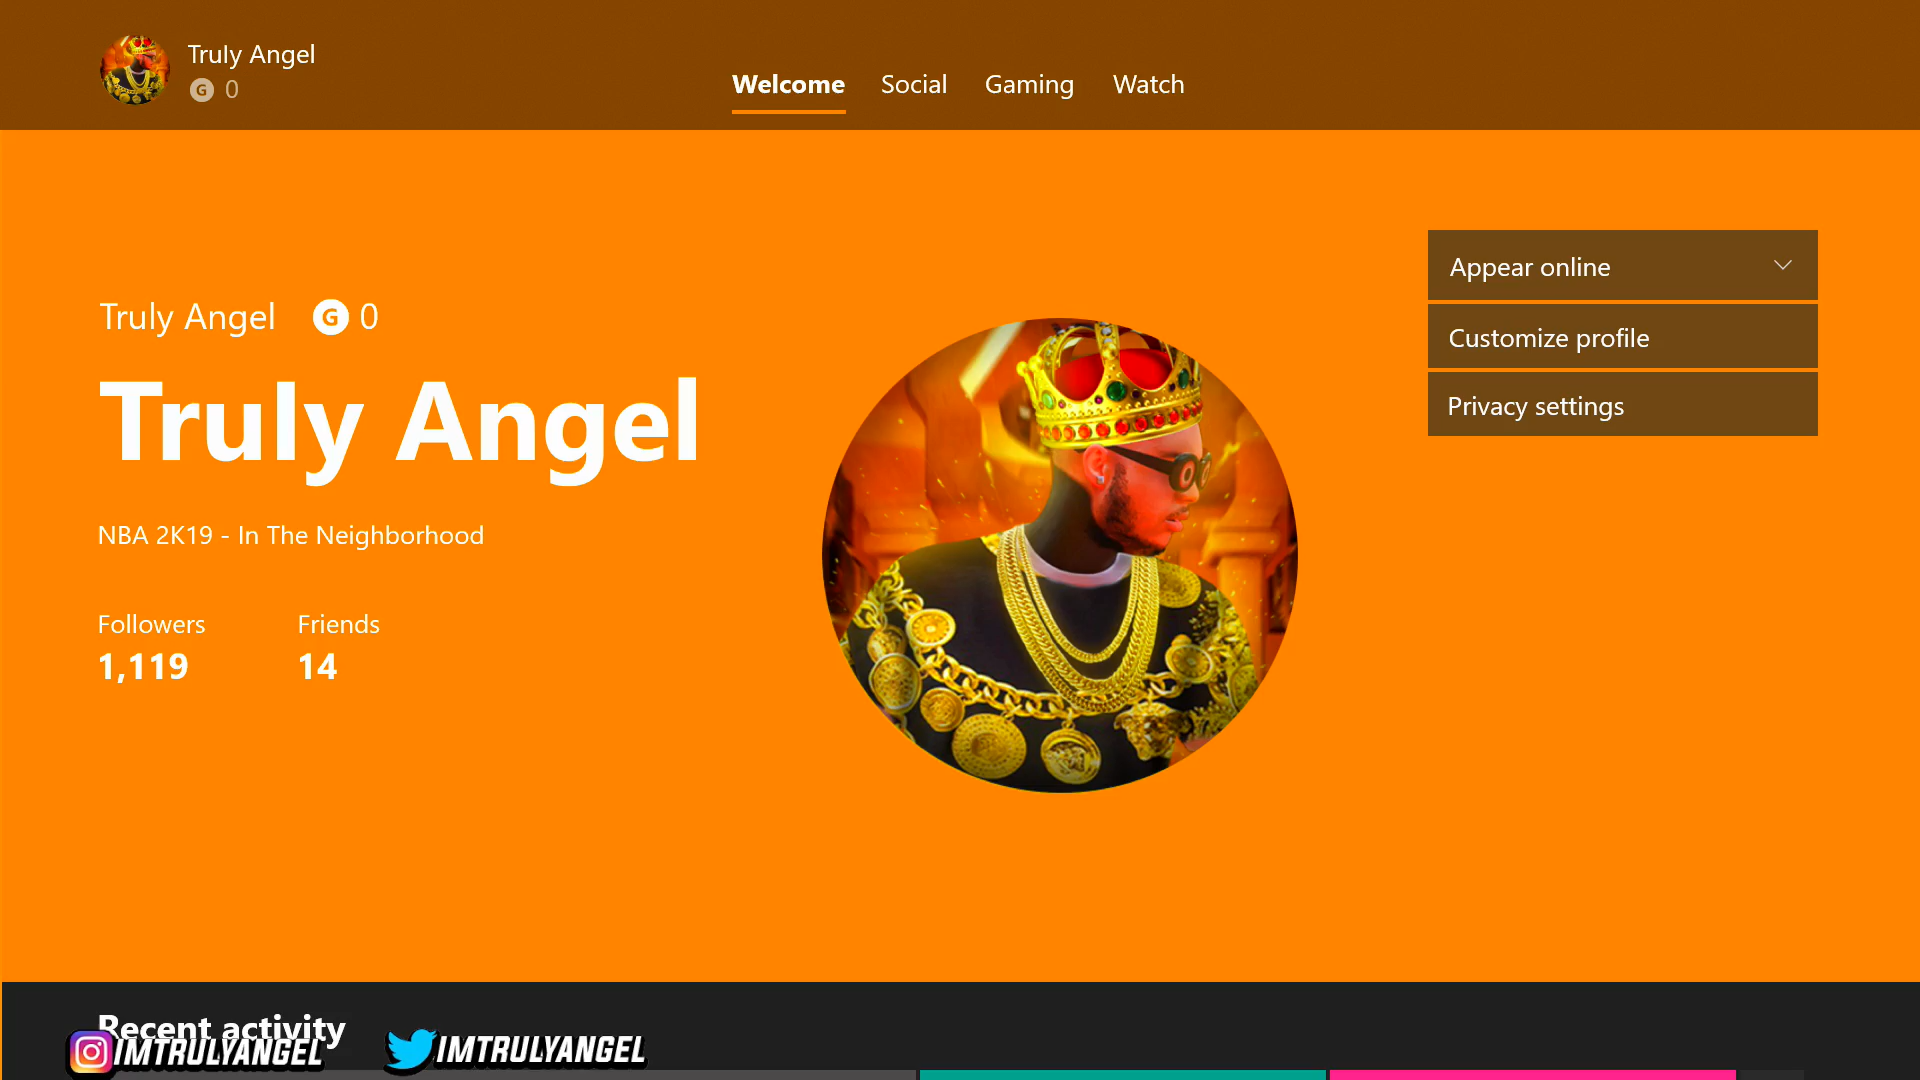 Truly Angel
G 0
Welcome Social Gaming Watch
Appear online
Customize profile
Privacy settings
Truly Angel G 0
Truly Angel
NBA 2K19 - In The Neighborhood
Followers Friends
1,119 14
Recent activity
IMTRULYANGEL IMTRULYANGEL